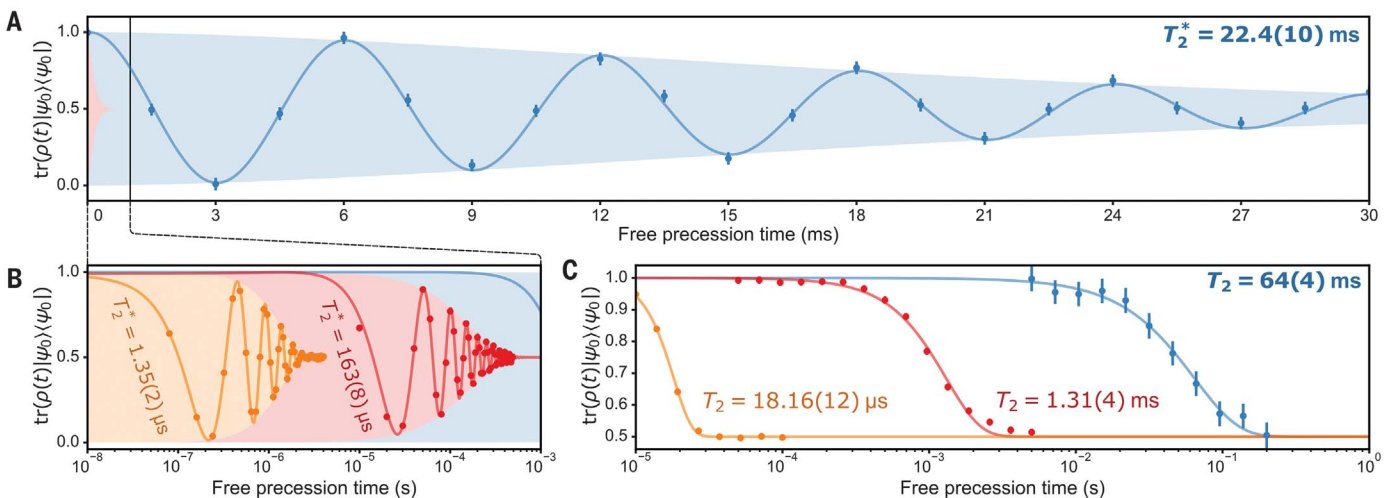 A
tr(ρ(t)|ψ₀⟩⟨ψ₀|)
1.0
0.5
0.0
T₂* = 22.4(10) ms
0 3 6 9 12 15 18 21 24 27 30
Free precession time (ms)
B
tr(ρ(t)|ψ₀⟩⟨ψ₀|)
1.0
0.5
0.0
T₂* = 1.35(2) μs
T₂* = 163(8) μs
10⁻⁸ 10⁻⁷ 10⁻⁶ 10⁻⁵ 10⁻⁴ 10⁻³
Free precession time (s)
C
tr(ρ(t)|ψ₀⟩⟨ψ₀|)
1.0
0.9
0.8
0.7
0.6
0.5
T₂ = 64(4) ms
T₂ = 18.16(12) μs
T₂ = 1.31(4) ms
10⁻⁵ 10⁻⁴ 10⁻³ 10⁻² 10⁻¹ 10⁰
Free precession time (s)